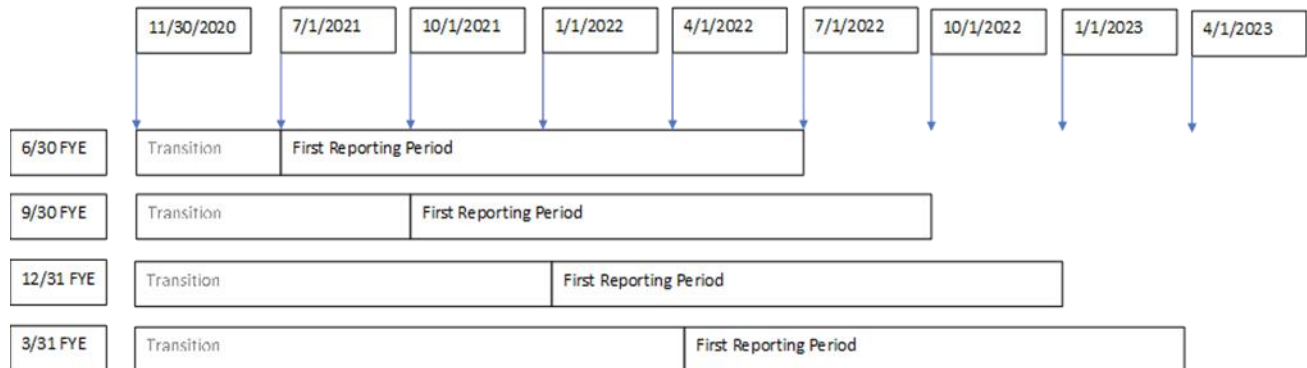 11/30/2020 7/1/2021 10/1/2021 1/1/2022 4/1/2022 7/1/2022 10/1/2022 1/1/2023 4/1/2023
6/30 FYE Transition First Reporting Period
9/30 FYE Transition First Reporting Period
12/31 FYE Transition First Reporting Period
3/31 FYE Transition First Reporting Period